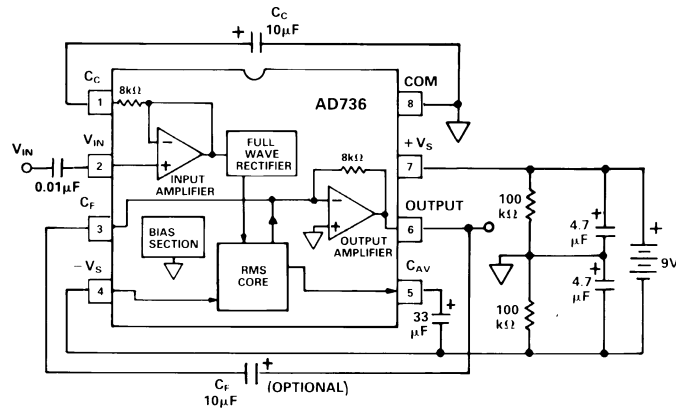 C_C
10μF
+
C_C
8kΩ
COM
AD736
1
8
V_IN
V_IN
0.01μF
2
−
+
INPUT
AMPLIFIER
FULL
WAVE
RECTIFIER
+V_S
7
8kΩ
C_F
3
BIAS
SECTION
−
+
OUTPUT
AMPLIFIER
OUTPUT
6
100
kΩ
+
4.7
μF
+
9V
−V_S
4
RMS
CORE
C_AV
5
+
33
μF
100
kΩ
+
4.7
μF
C_F
10μF
+
(OPTIONAL)